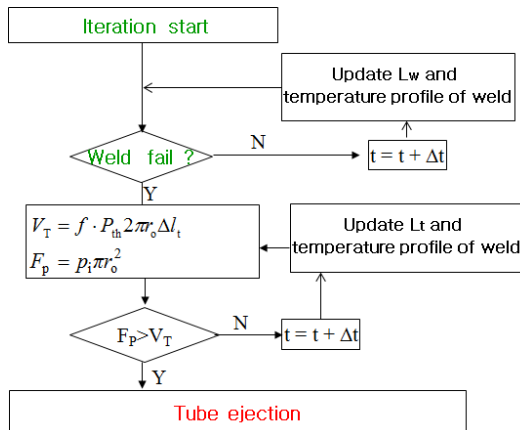 Iteration start
Update Lw and
temperature profile of weld
Weld fail ?
N
t = t + Δt
Y
V_T = f · P_th 2πr_o Δl_t
F_p = p_i πr_o^2
Update Lt and
temperature profile of weld
F_P>V_T
N
t = t + Δt
Y
Tube ejection